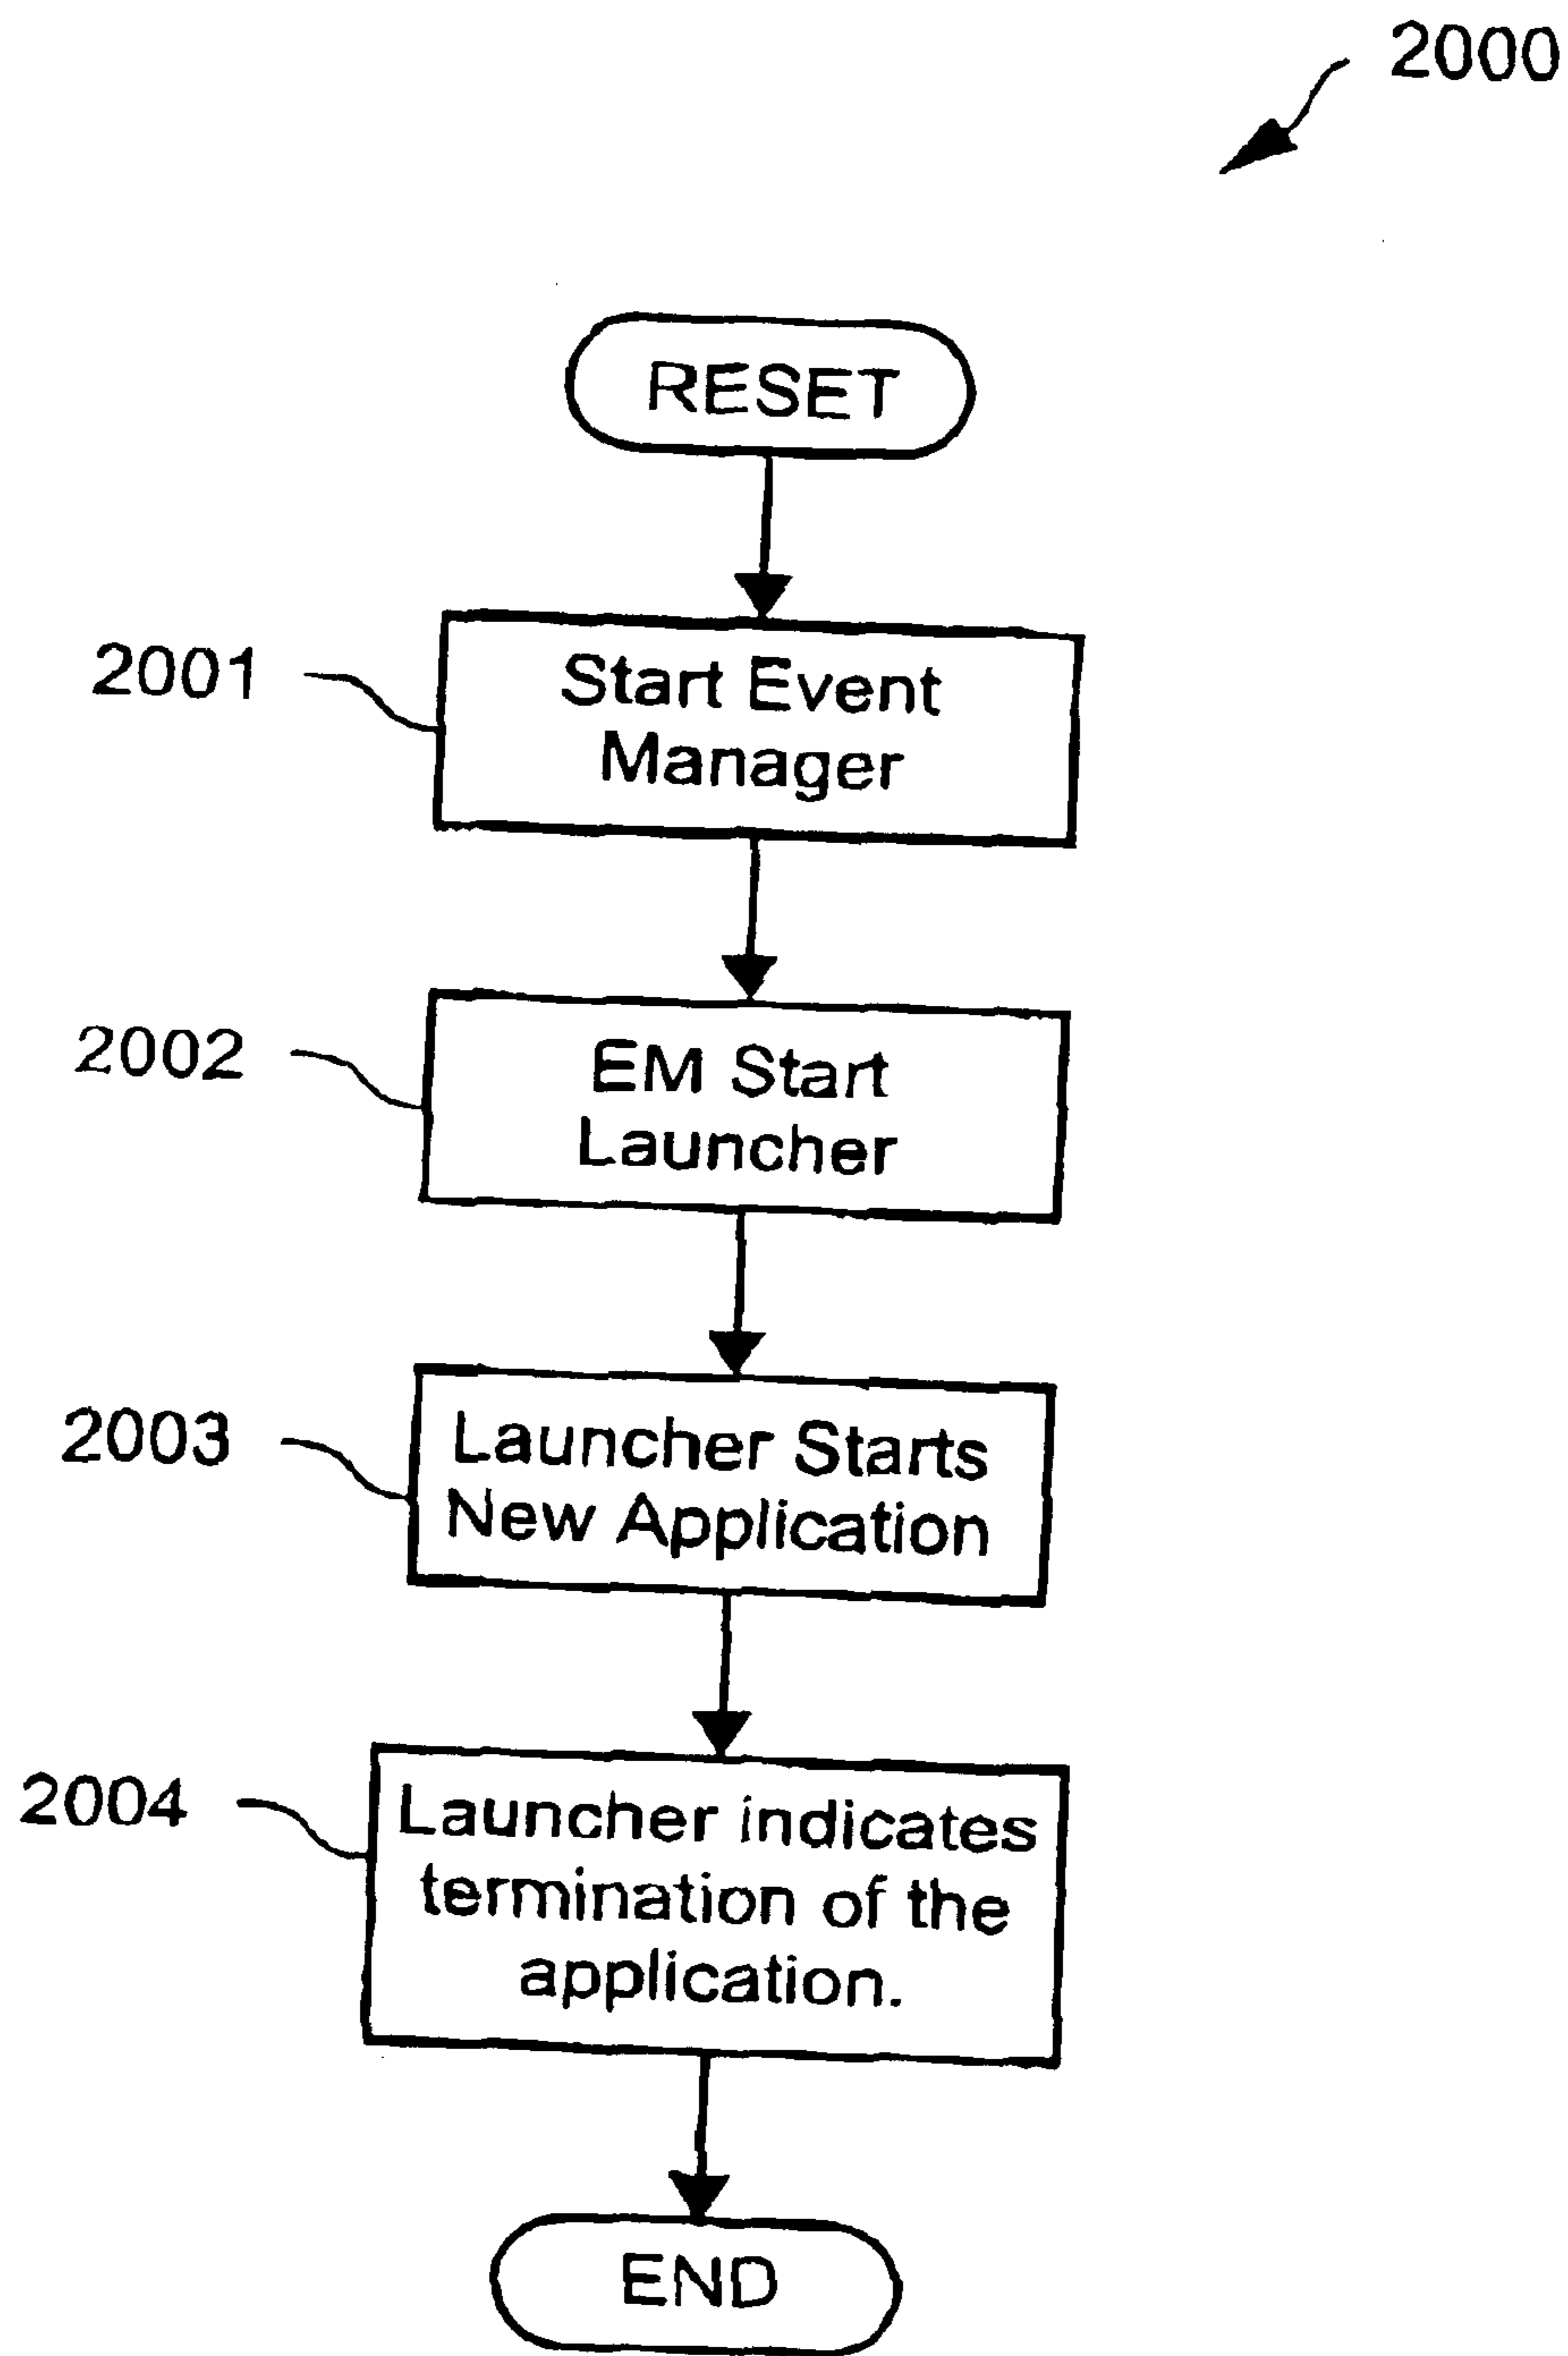 2000
RESET
2001
Start Event
Manager
2002
EM Start
Launcher
2003
Launcher Starts
New Application
2004
Launcher indicates
termination of the
application.
END